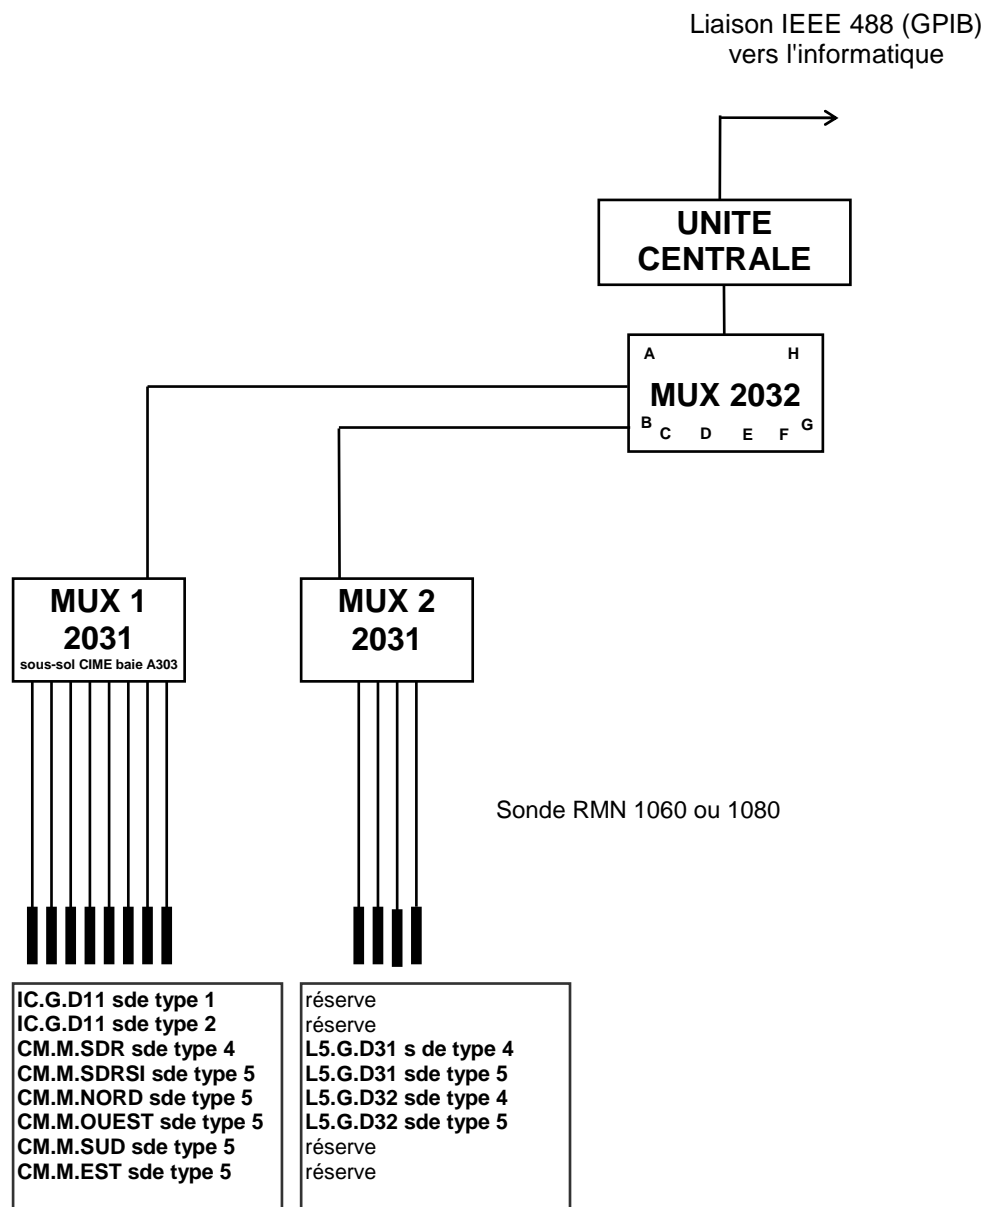 Liaison IEEE 488 (GPIB)
vers l'informatique
UNITE
CENTRALE
A H
MUX 2032
B C D E F G
MUX 1
2031
sous-sol CIME baie A303
MUX 2
2031
Sonde RMN 1060 ou 1080
IC.G.D11 sde type 1
IC.G.D11 sde type 2
CM.M.SDR sde type 4
CM.M.SDRSI sde type 5
CM.M.NORD sde type 5
CM.M.OUEST sde type 5
CM.M.SUD sde type 5
CM.M.EST sde type 5
réserve
réserve
L5.G.D31 s de type 4
L5.G.D31 sde type 5
L5.G.D32 sde type 4
L5.G.D32 sde type 5
réserve
réserve